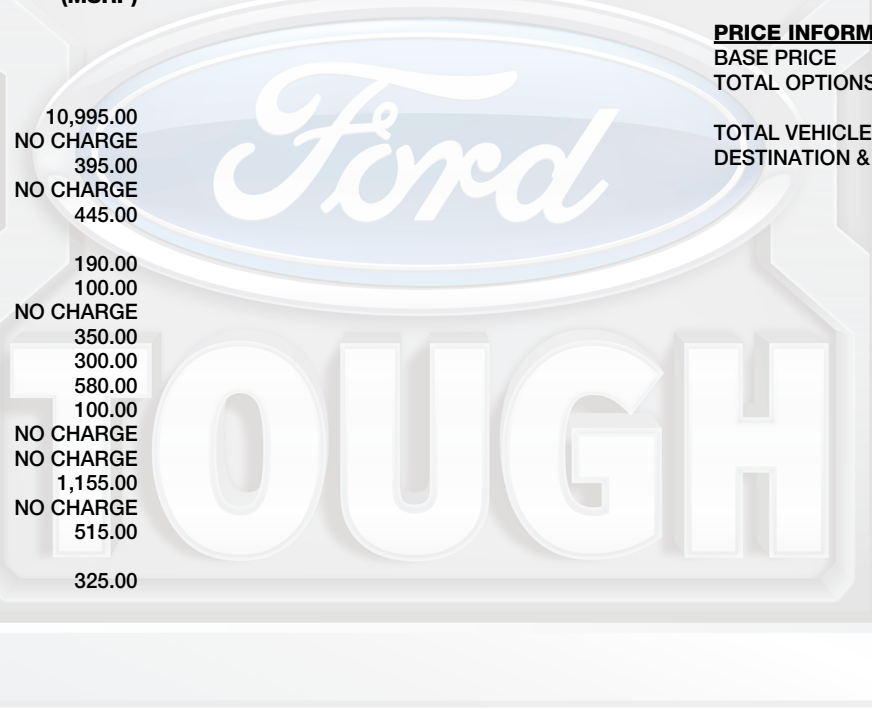 (MSRP)
10,995.00
NO CHARGE
395.00
NO CHARGE
445.00
190.00
100.00
NO CHARGE
350.00
300.00
580.00
100.00
NO CHARGE
NO CHARGE
1,155.00
NO CHARGE
515.00
325.00
PRICE INFORM
BASE PRICE
TOTAL OPTIONS
TOTAL VEHICLE
DESTINATION &
Ford
TOUGH